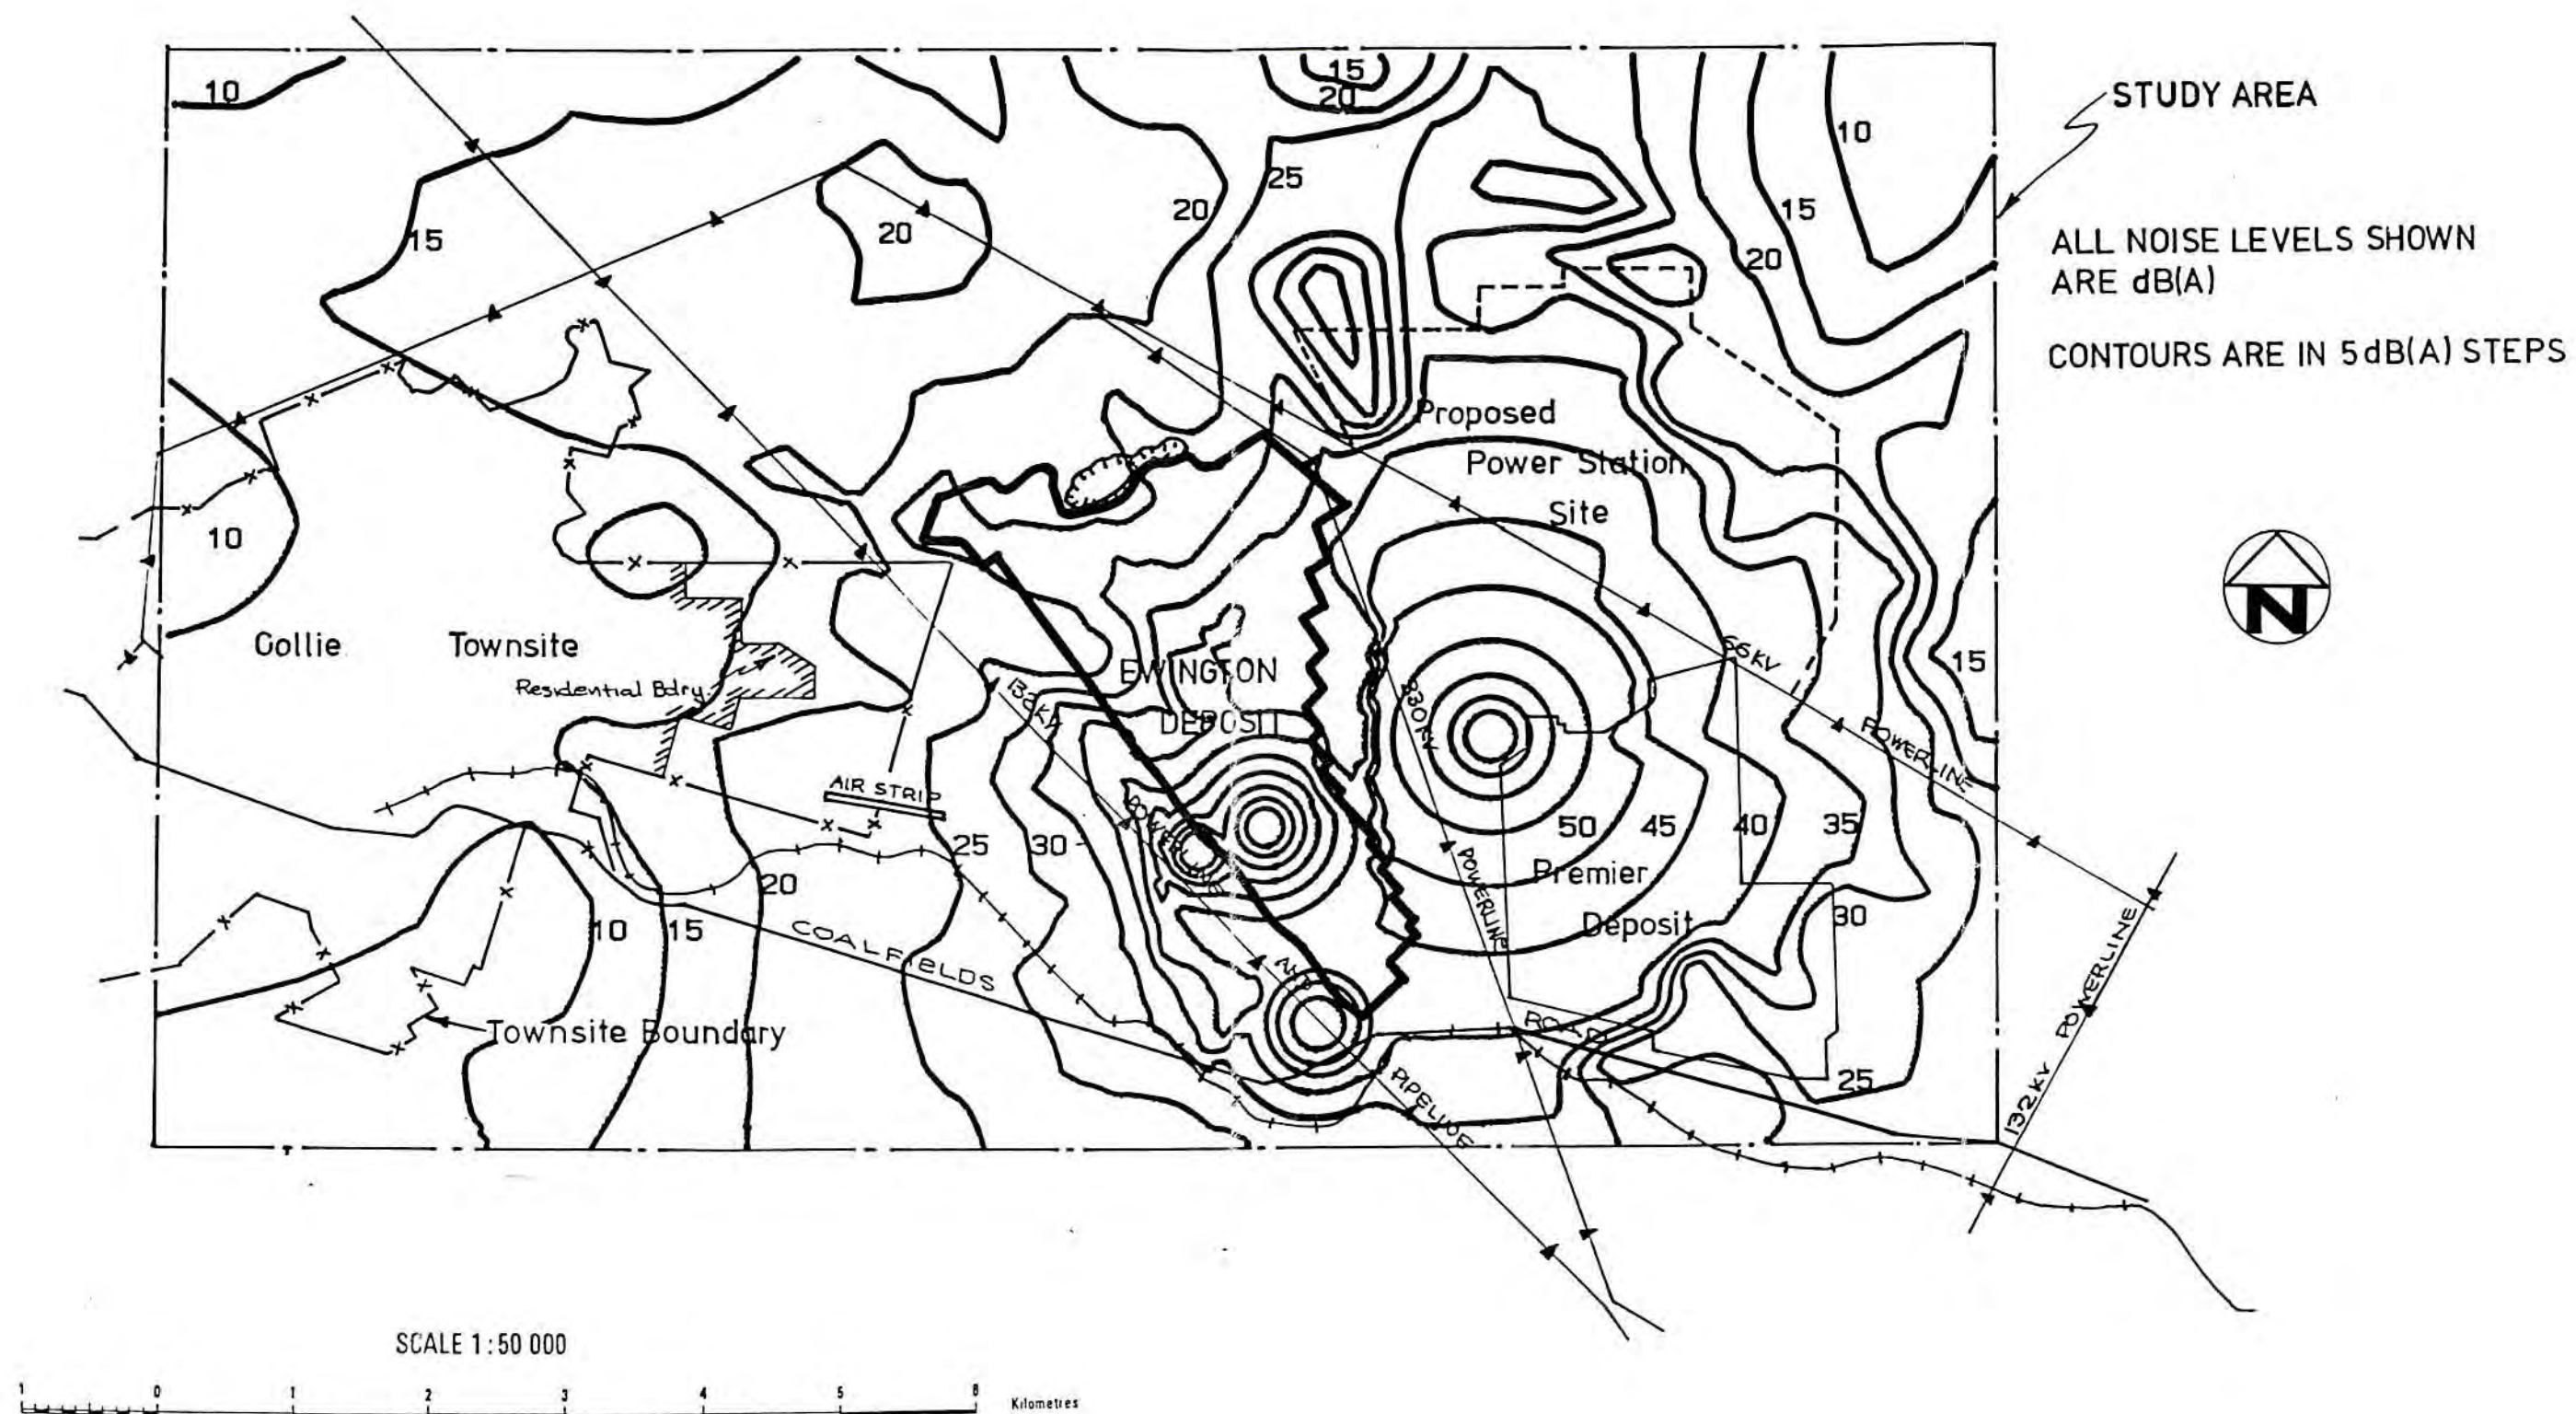 10
15
20
STUDY AREA
10
25
15
20
15
20
20
ALL NOISE LEVELS SHOWN
ARE dB(A)
CONTOURS ARE IN 5dB(A) STEPS
Proposed
Power Station
Site
10
N
Collie Townsite
EWINGTON
DEPOSIT
Residential Bdry.
132KV
330KV
66KV
POWERLINE
15
AIR STRIP
POWERLINE
25
30
50
45
40
35
POWERLINE
Premier
Deposit
20
10
15
30
COALFIELDS
AND
ROAD
Townsite Boundary
PIPELINE
25
132KV POWERLINE
SCALE 1:50 000
1 0 1 2 3 4 5 6 Kilometres